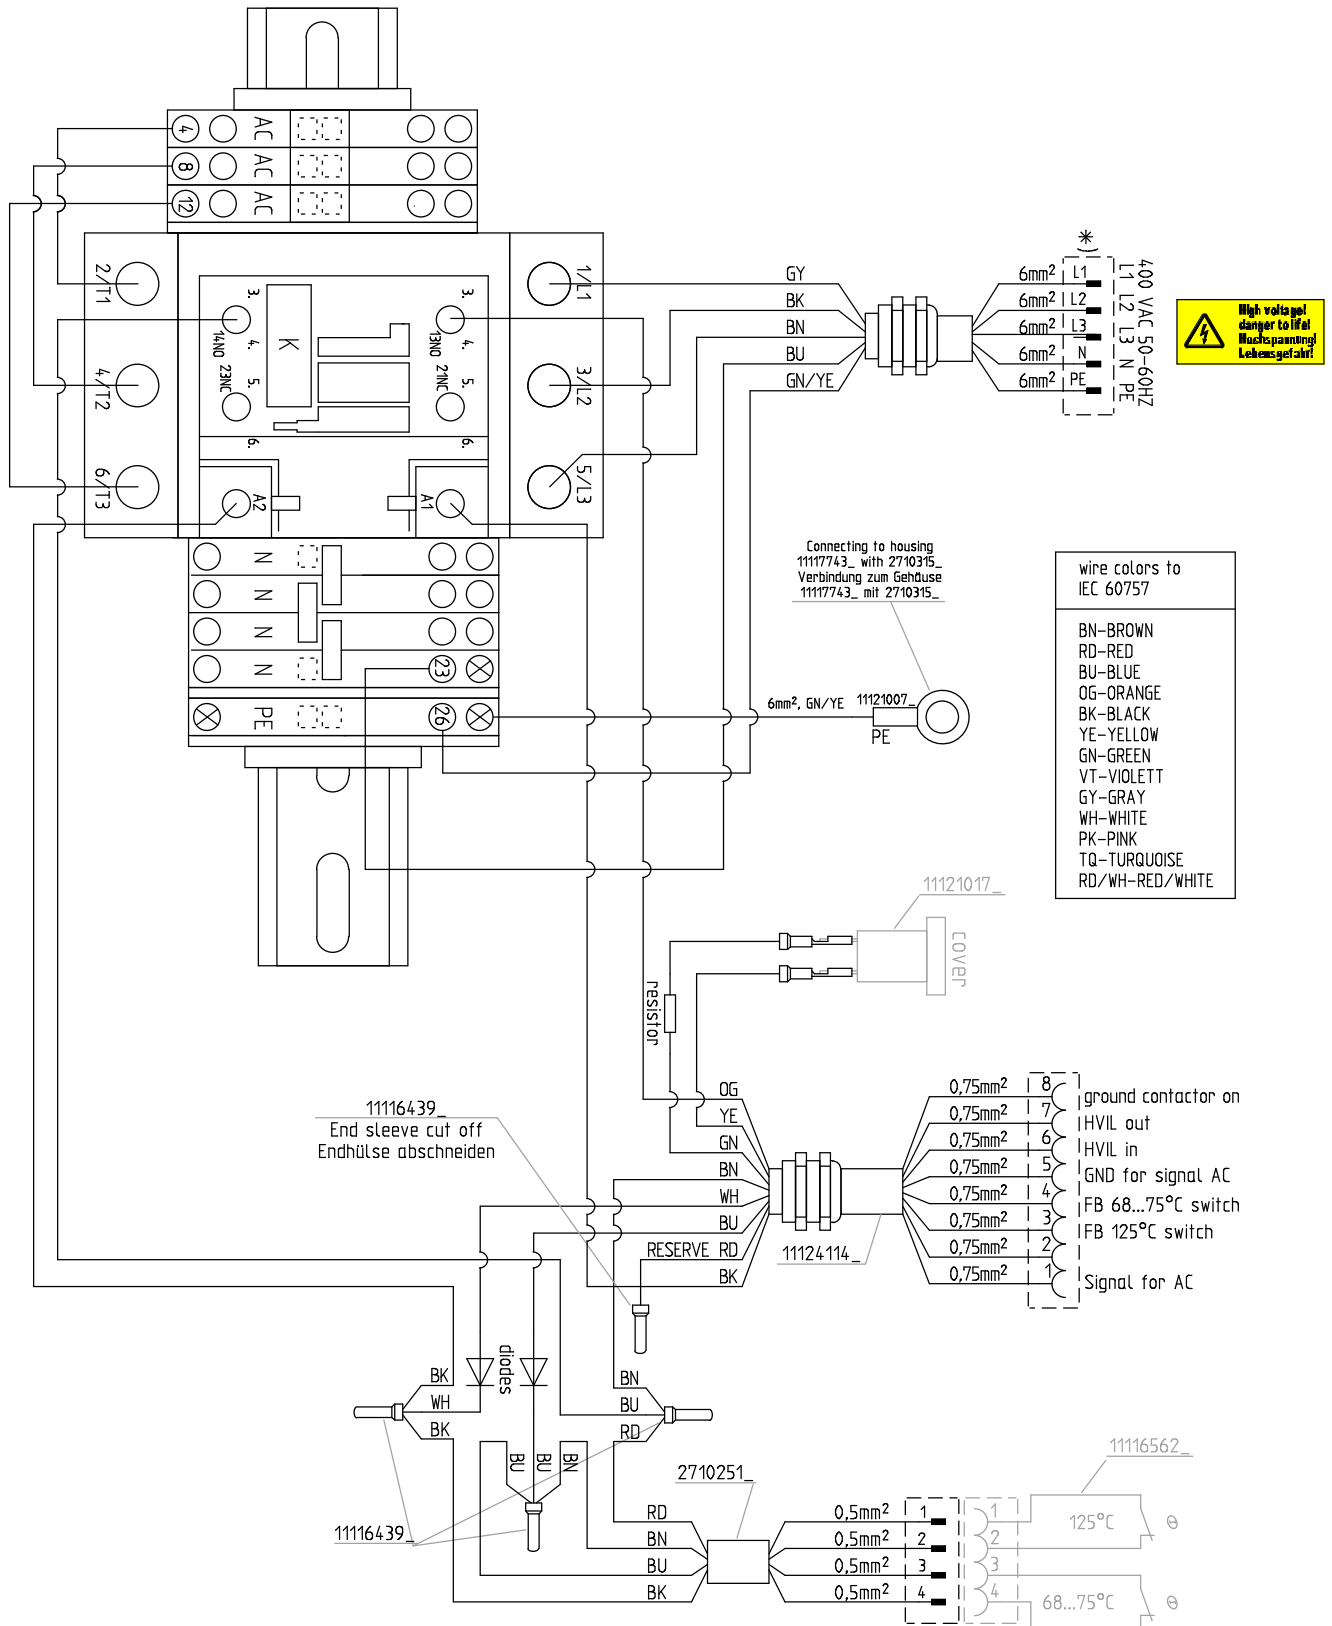 4 AC
8 AC
12 AC
2/T1
4/T2
6/T3
3.
14NO
4.
23NC
5.
6.
K
3.
13NO
4.
21NC
5.
6.
A2
A1
1/L1
3/L2
5/L3
N
N
N
N 23
PE 26
GY
BK
BN
BU
GN/YE
6mm² L1
6mm² L2
6mm² L3
6mm² N
6mm² PE
*)
400 VAC 50-60HZ
L1 L2 L3 N PE
High voltage!
danger to life!
Hochspannung!
Lebensgefahr!
Connecting to housing
11117743_ with 2710315_
Verbindung zum Gehäuse
11117743_ mit 2710315_
6mm², GN/YE
11121007_
PE
wire colors to
IEC 60757
BN-BROWN
RD-RED
BU-BLUE
OG-ORANGE
BK-BLACK
YE-YELLOW
GN-GREEN
VT-VIOLETT
GY-GRAY
WH-WHITE
PK-PINK
TQ-TURQUOISE
RD/WH-RED/WHITE
11121017_
cover
resistor
11116439_
End sleeve cut off
Endhülse abschneiden
OG
YE
GN
BN
WH
BU
RESERVE RD
BK
11124114_
0,75mm² 8 ground contactor on
0,75mm² 7 HVIL out
0,75mm² 6 HVIL in
0,75mm² 5 GND for signal AC
0,75mm² 4 FB 68...75°C switch
0,75mm² 3 FB 125°C switch
0,75mm² 2
0,75mm² 1 Signal for AC
diodes
BK
WH
BK
BN
BU
RD
BU
BU
BN
11116439_
2710251_
RD
BN
BU
BK
0,5mm² 1
0,5mm² 2
0,5mm² 3
0,5mm² 4
11116562_
1
2
3
4
125°C Θ
68...75°C Θ